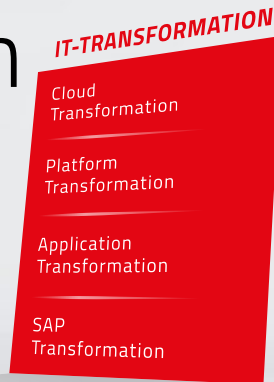 IT-TRANSFORMATION
Cloud
Transformation
Platform
Transformation
Application
Transformation
SAP
Transformation